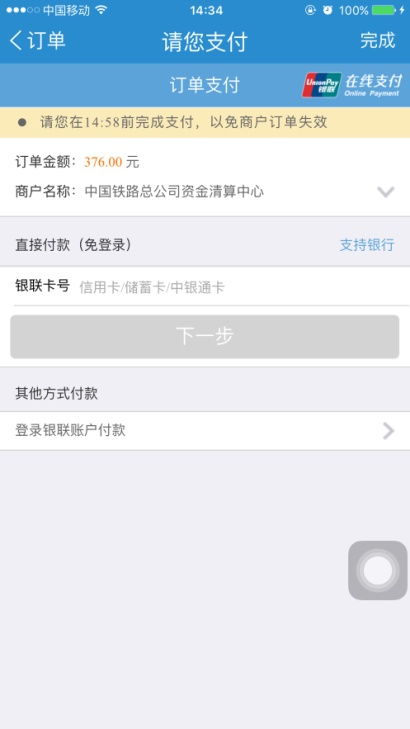 中国移动 14:34 100%
订单 请您支付 完成
订单支付 UnionPay 银联 在线支付 Online Payment
请您在14:58前完成支付，以免商户订单失效
订单金额：376.00 元
商户名称：中国铁路总公司资金清算中心
直接付款（免登录） 支持银行
银联卡号 信用卡/储蓄卡/中银通卡
下一步
其他方式付款
登录银联账户付款